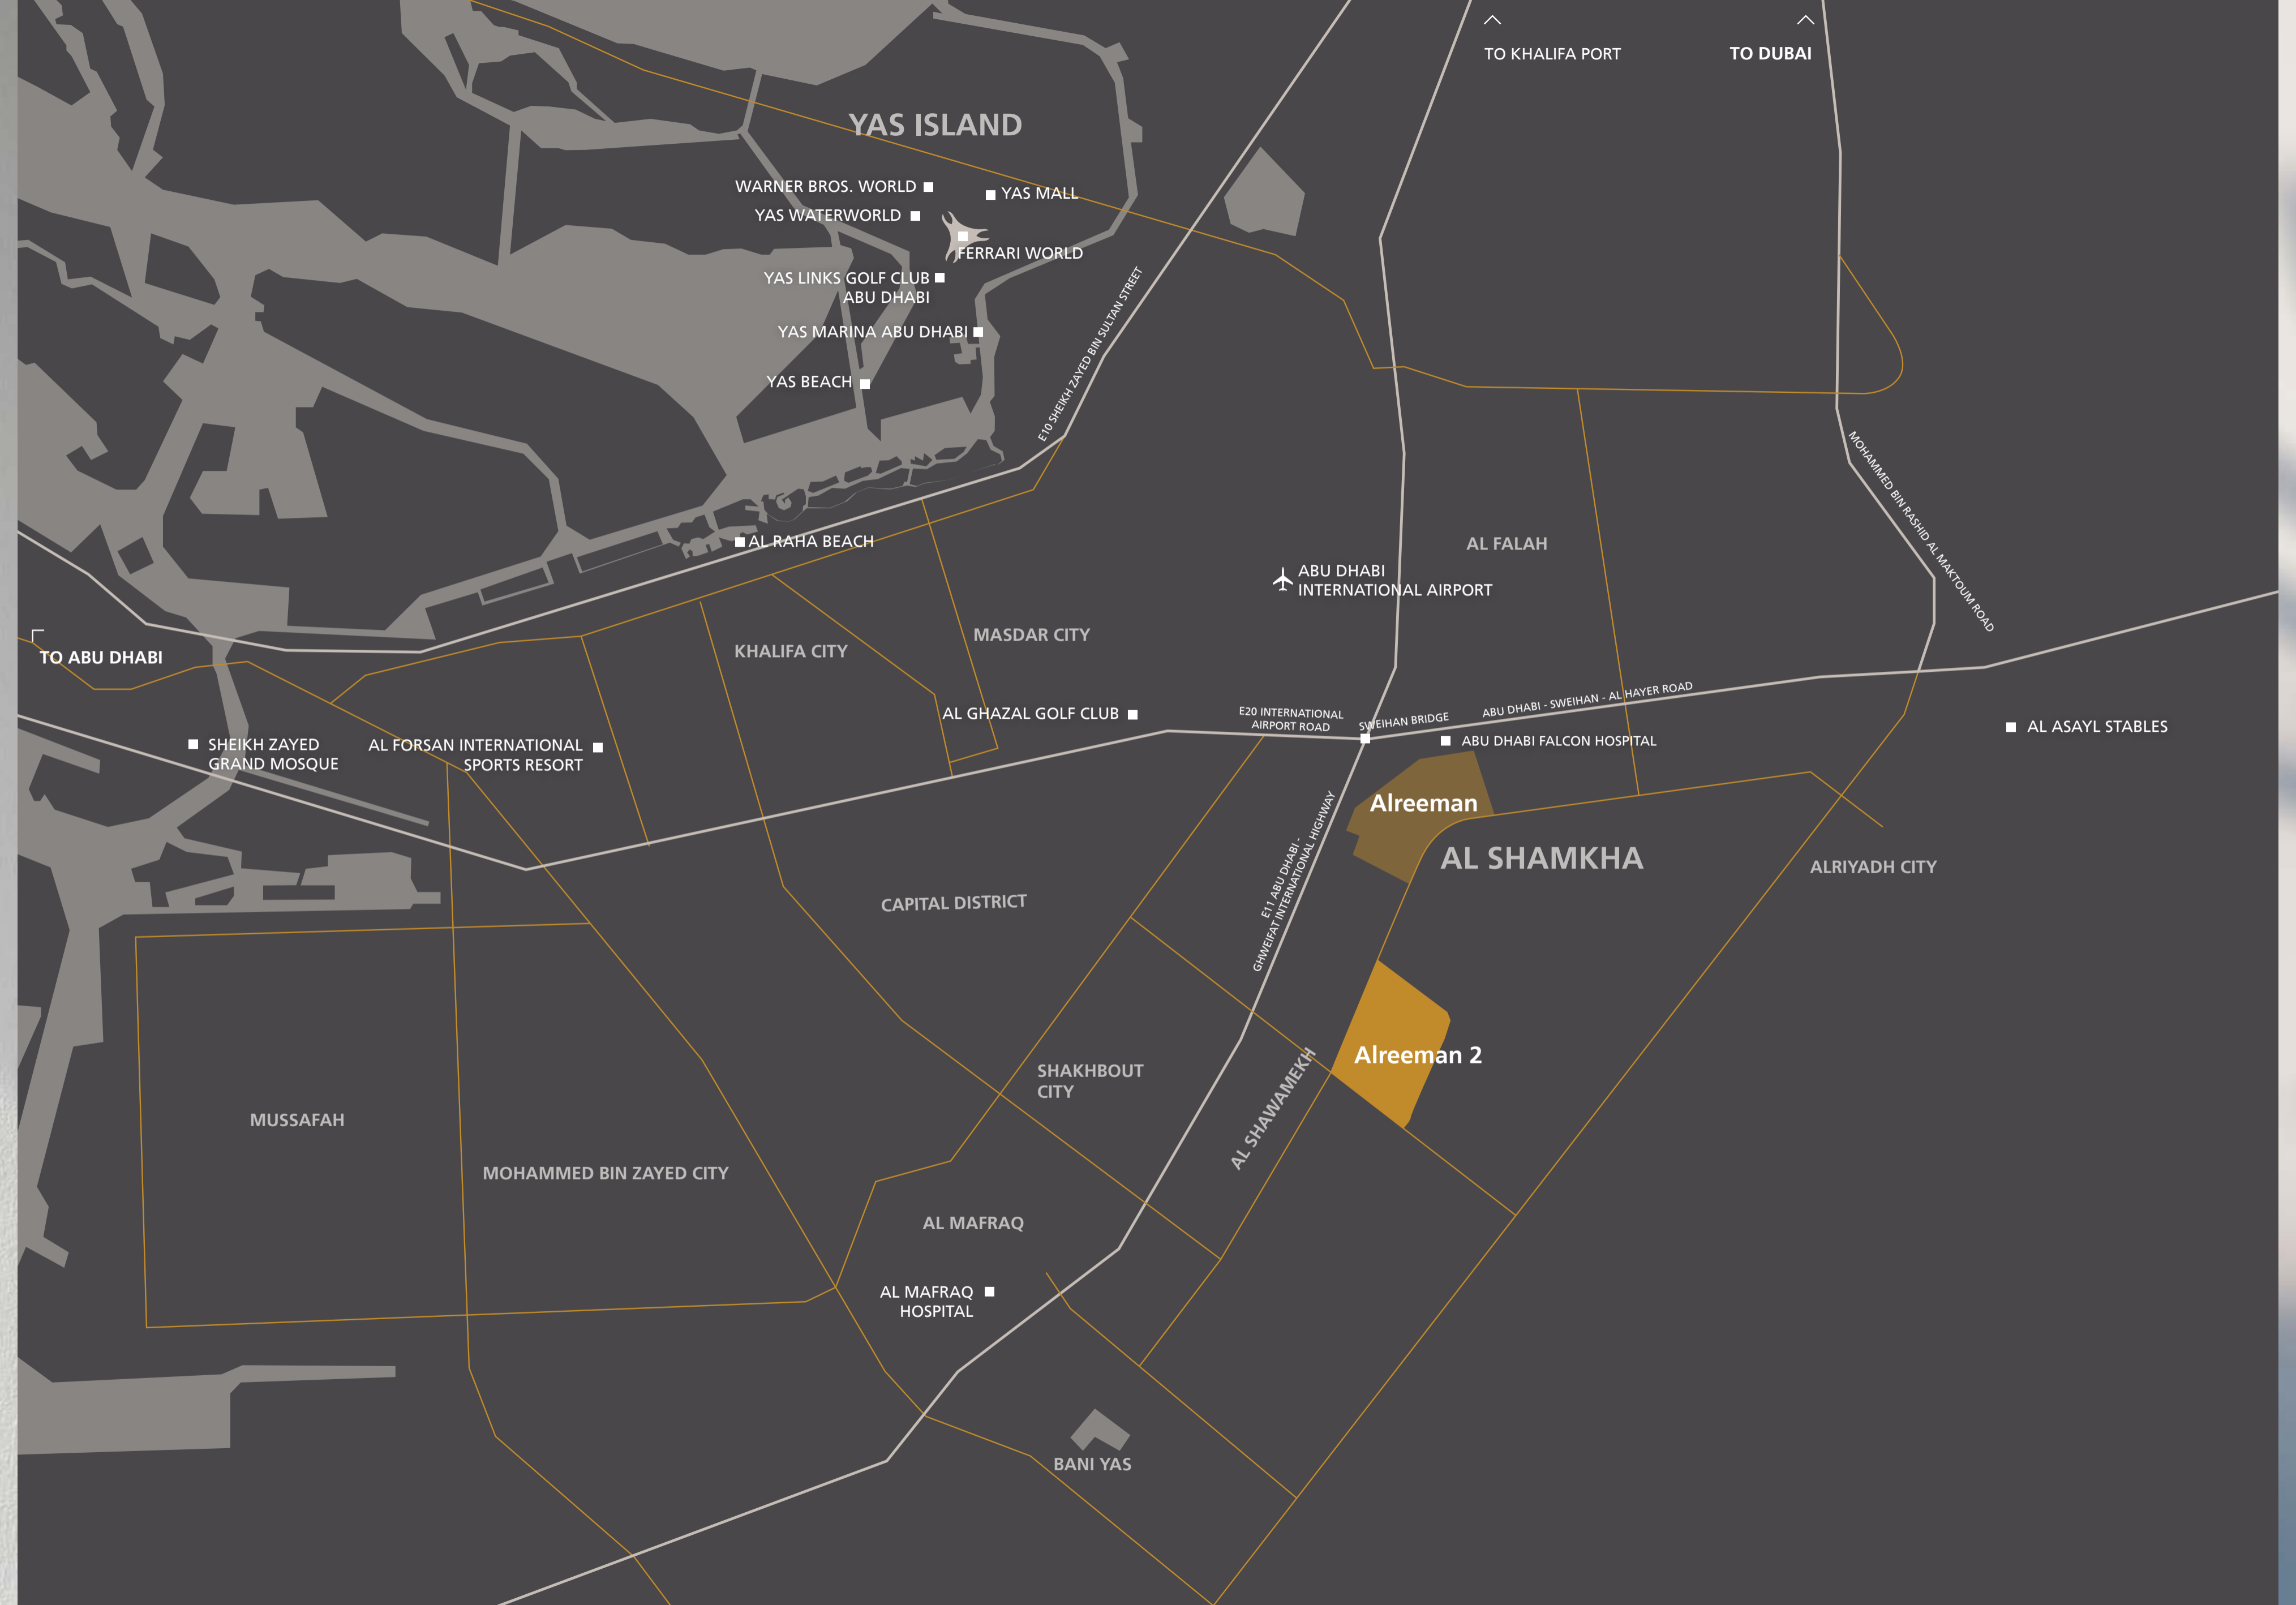 TO KHALIFA PORT
TO DUBAI
YAS ISLAND
WARNER BROS. WORLD
YAS MALL
YAS WATERWORLD
FERRARI WORLD
YAS LINKS GOLF CLUB
ABU DHABI
YAS MARINA ABU DHABI
YAS BEACH
E10 SHEIKH ZAYED BIN SULTAN STREET
MOHAMMED BIN RASHID AL MAKTOUM ROAD
AL RAHA BEACH
AL FALAH
ABU DHABI
INTERNATIONAL AIRPORT
MASDAR CITY
KHALIFA CITY
TO ABU DHABI
AL GHAZAL GOLF CLUB
E20 INTERNATIONAL
AIRPORT ROAD
SWEIHAN BRIDGE
ABU DHABI - SWEIHAN - AL HAYER ROAD
AL ASAYL STABLES
SHEIKH ZAYED
GRAND MOSQUE
AL FORSAN INTERNATIONAL
SPORTS RESORT
ABU DHABI FALCON HOSPITAL
Alreeman
AL SHAMKHA
ALRIYADH CITY
E11 ABU DHABI -
GHWEIFAT INTERNATIONAL HIGHWAY
CAPITAL DISTRICT
Alreeman 2
SHAKHBOUT
CITY
AL SHAWAMEKH
MUSSAFAH
MOHAMMED BIN ZAYED CITY
AL MAFRAQ
AL MAFRAQ
HOSPITAL
BANI YAS